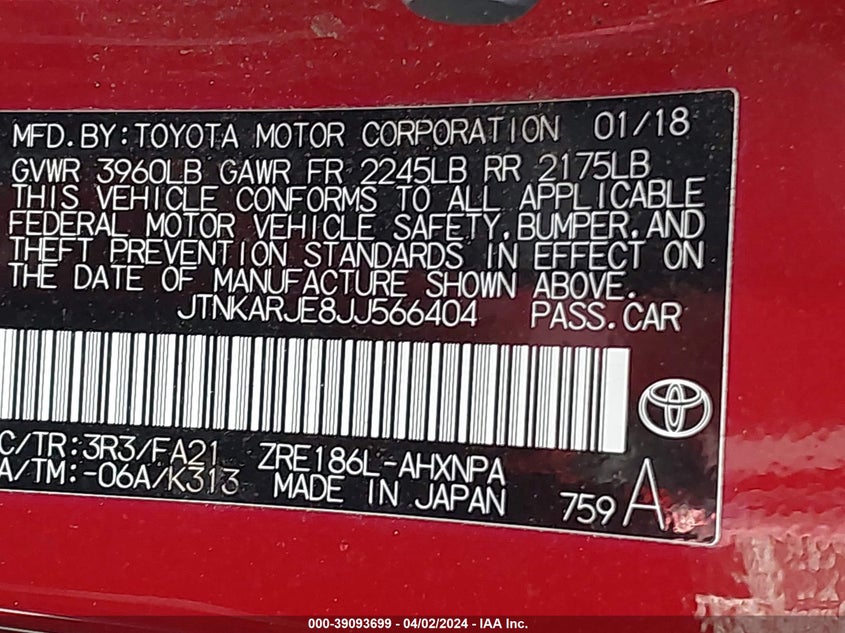 MFD.BY:TOYOTA MOTOR CORPORATION 01/18
GVWR 3960LB GAWR FR 2245LB RR 2175LB
THIS VEHICLE CONFORMS TO ALL APPLICABLE
FEDERAL MOTOR VEHICLE SAFETY,BUMPER,AND
THEFT PREVENTION STANDARDS IN EFFECT ON
THE DATE OF MANUFACTURE SHOWN ABOVE.
JTNKARJE8JJ566404 PASS.CAR
C/TR:3R3/FA21 ZRE186L-AHXNPA
A/TM:-06A/K313 MADE IN JAPAN 759 A
000-39093699 - 04/02/2024 - IAA Inc.